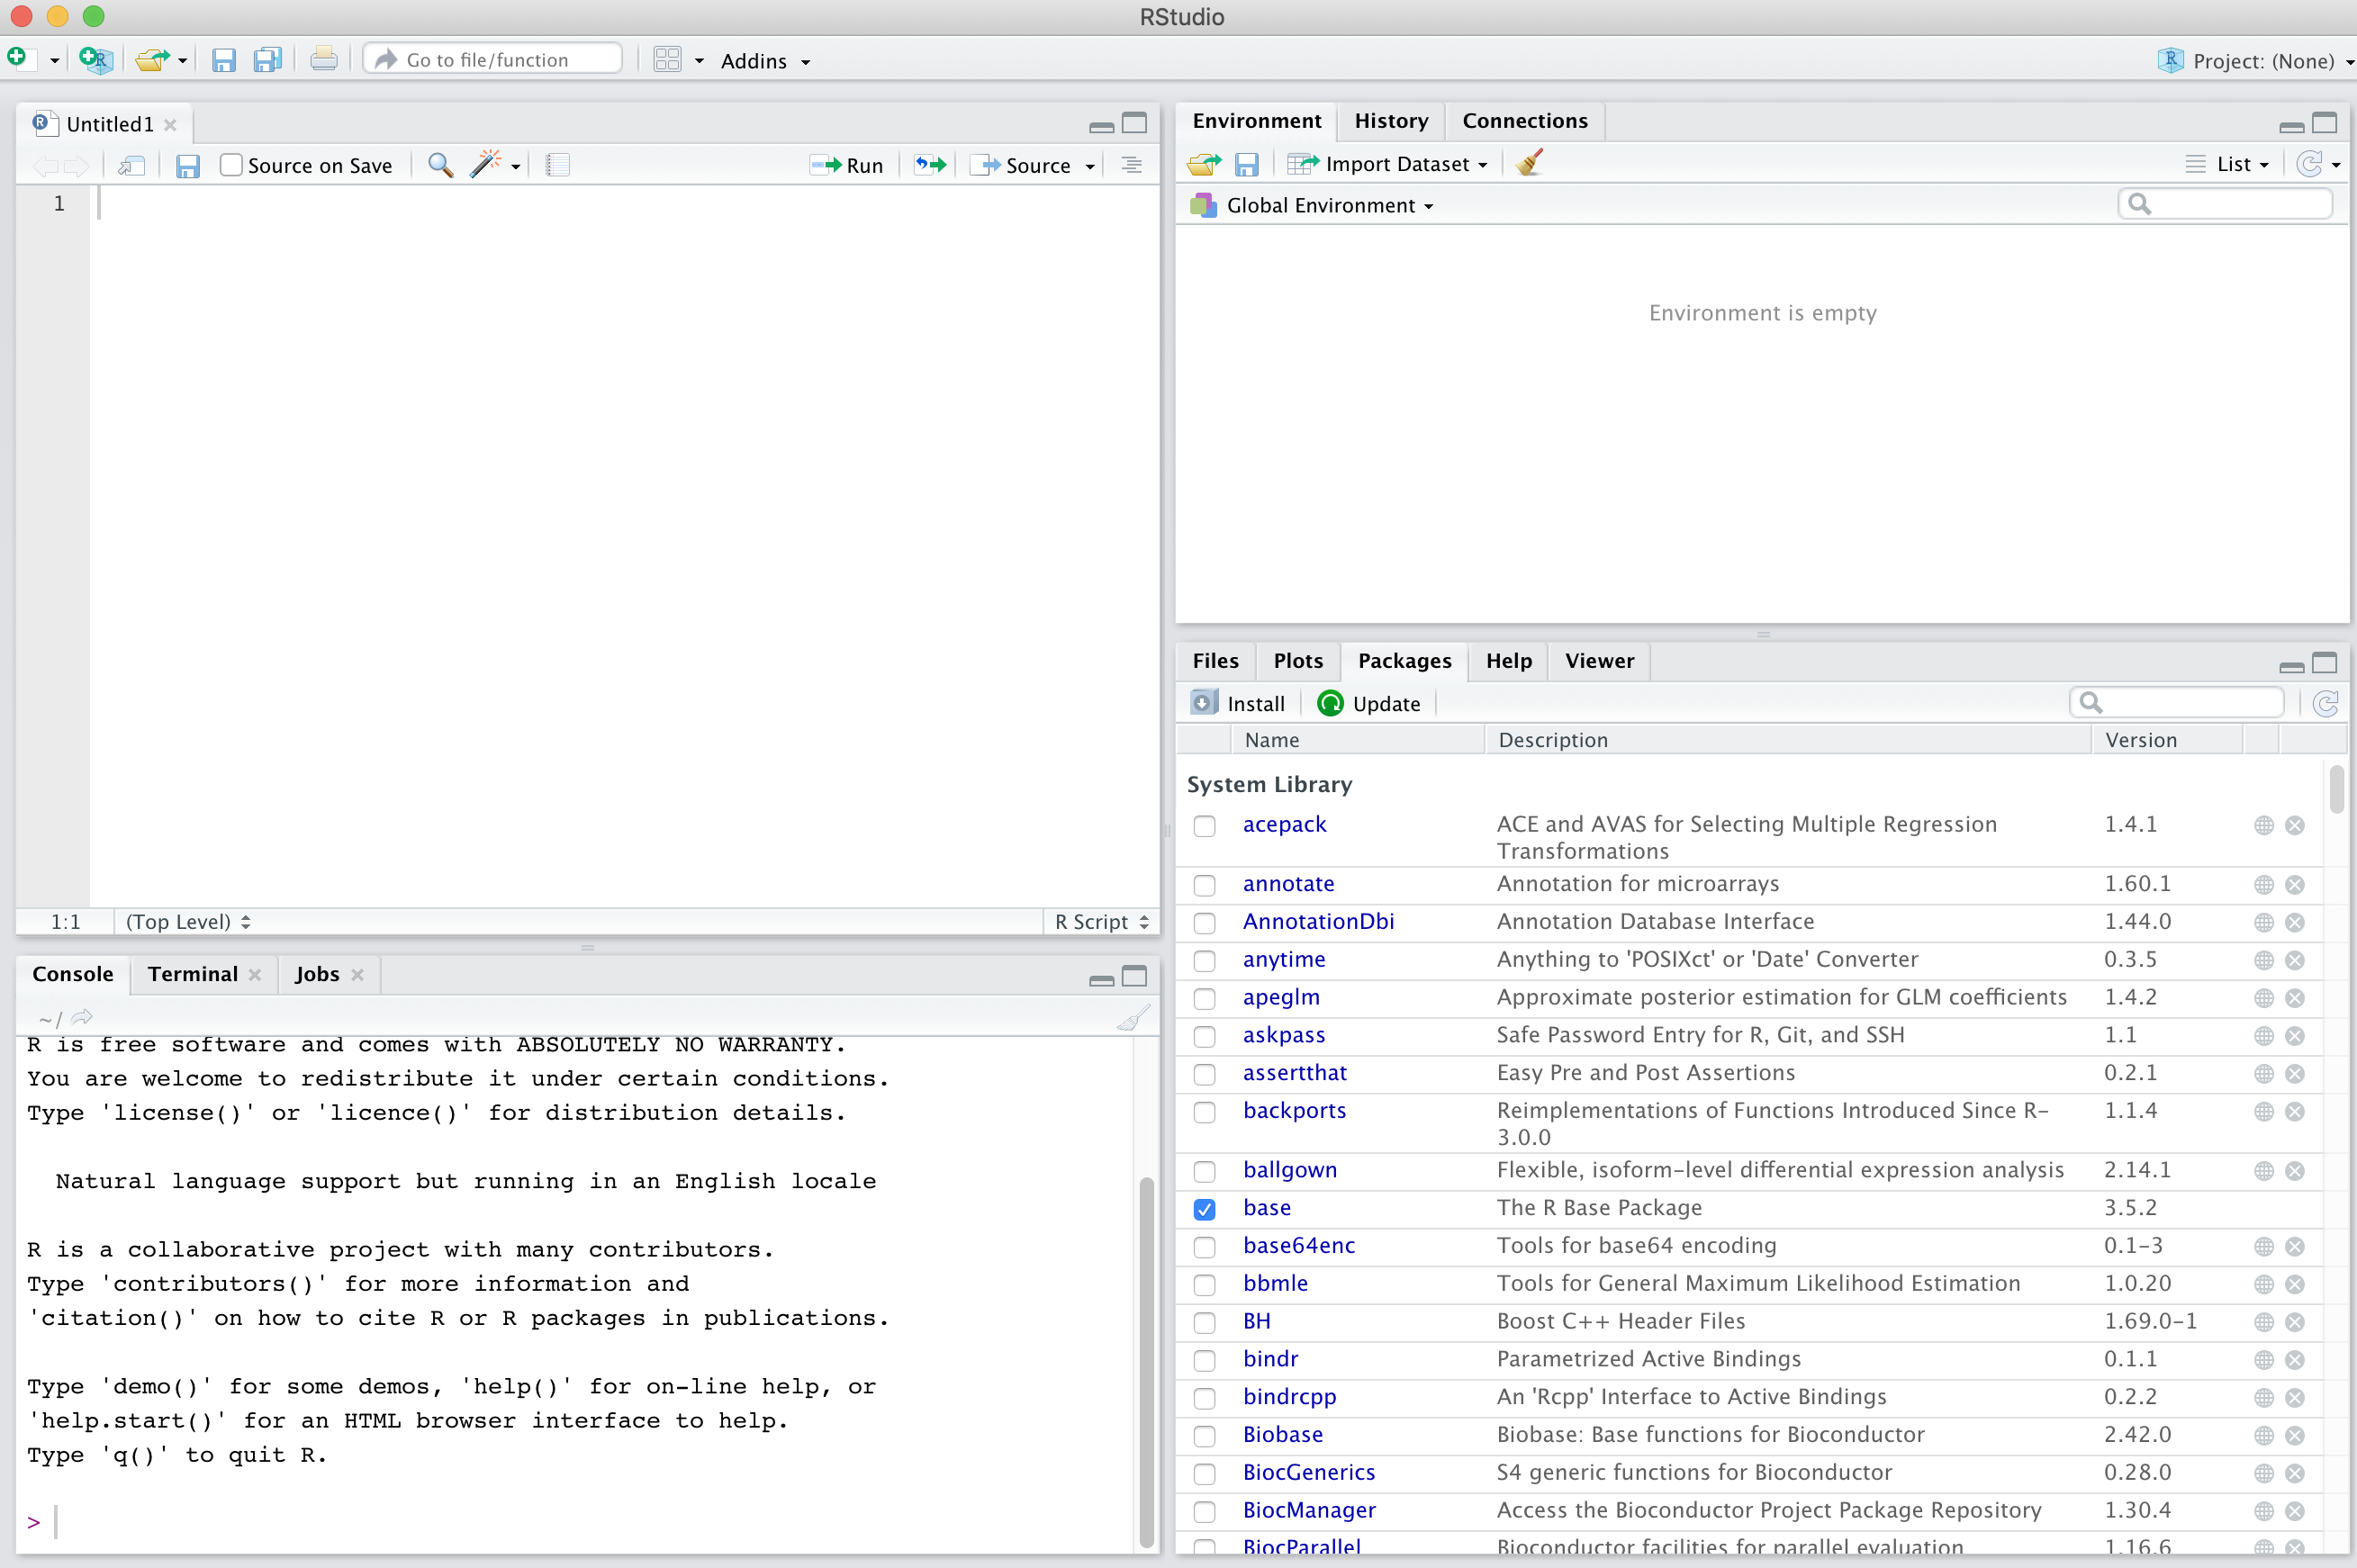 RStudio
Go to file/function
Addins
Project: (None)
Untitled1
Source on Save
Run
Source
1
1:1
(Top Level)
R Script
Console
Terminal
Jobs
~/
R is free software and comes with ABSOLUTELY NO WARRANTY.
You are welcome to redistribute it under certain conditions.
Type 'license()' or 'licence()' for distribution details.
Natural language support but running in an English locale
R is a collaborative project with many contributors.
Type 'contributors()' for more information and
'citation()' on how to cite R or R packages in publications.
Type 'demo()' for some demos, 'help()' for on-line help, or
'help.start()' for an HTML browser interface to help.
Type 'q()' to quit R.
>
Environment
History
Connections
Import Dataset
List
Global Environment
Environment is empty
Files
Plots
Packages
Help
Viewer
Install
Update
Name Description Version
System Library
acepack ACE and AVAS for Selecting Multiple Regression 1.4.1
Transformations
annotate Annotation for microarrays 1.60.1
AnnotationDbi Annotation Database Interface 1.44.0
anytime Anything to 'POSIXct' or 'Date' Converter 0.3.5
apeglm Approximate posterior estimation for GLM coefficients 1.4.2
askpass Safe Password Entry for R, Git, and SSH 1.1
assertthat Easy Pre and Post Assertions 0.2.1
backports Reimplementations of Functions Introduced Since R- 1.1.4
3.0.0
ballgown Flexible, isoform-level differential expression analysis 2.14.1
base The R Base Package 3.5.2
base64enc Tools for base64 encoding 0.1-3
bbmle Tools for General Maximum Likelihood Estimation 1.0.20
BH Boost C++ Header Files 1.69.0-1
bindr Parametrized Active Bindings 0.1.1
bindrcpp An 'Rcpp' Interface to Active Bindings 0.2.2
Biobase Biobase: Base functions for Bioconductor 2.42.0
BiocGenerics S4 generic functions for Bioconductor 0.28.0
BiocManager Access the Bioconductor Project Package Repository 1.30.4
BiocParallel Bioconductor facilities for parallel evaluation 1.16.6